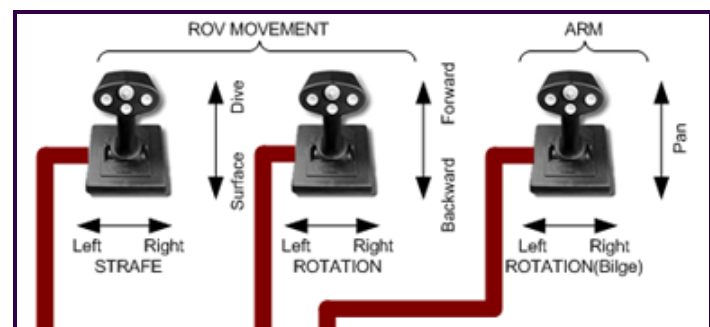 ROV MOVEMENT
ARM
Dive
Surface
Forward
Backward
Pan
Left Right
STRAFE
Left Right
ROTATION
Left Right
ROTATION(Bilge)